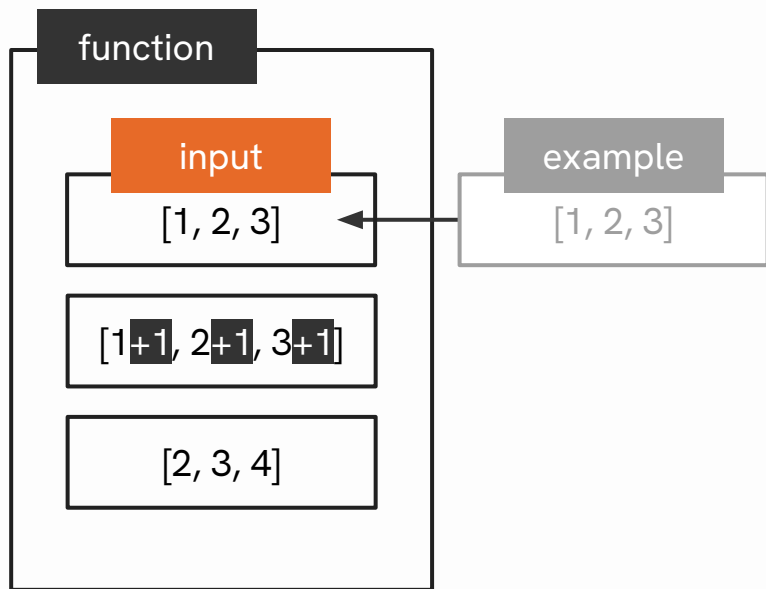 function
input
example
[1, 2, 3]
[1, 2, 3]
[1+1, 2+1, 3+1]
[2, 3, 4]